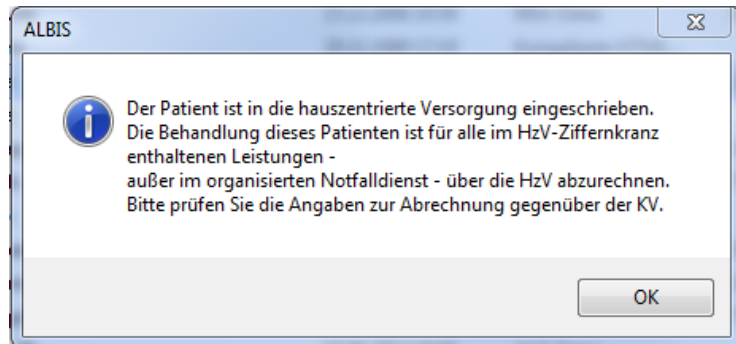 ALBIS
Der Patient ist in die hauszentrierte Versorgung eingeschrieben.
Die Behandlung dieses Patienten ist für alle im HzV-Ziffernkranz
enthaltenen Leistungen -
außer im organisierten Notfalldienst - über die HzV abzurechnen.
Bitte prüfen Sie die Angaben zur Abrechnung gegenüber der KV.
OK